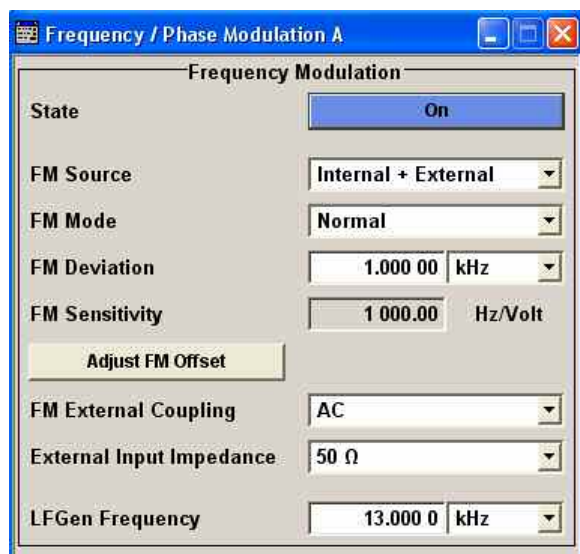 Frequency / Phase Modulation A
Frequency Modulation
State On
FM Source Internal + External
FM Mode Normal
FM Deviation 1.000 00 kHz
FM Sensitivity 1 000.00 Hz/Volt
Adjust FM Offset
FM External Coupling AC
External Input Impedance 50 Ω
LFGen Frequency 13.000 0 kHz